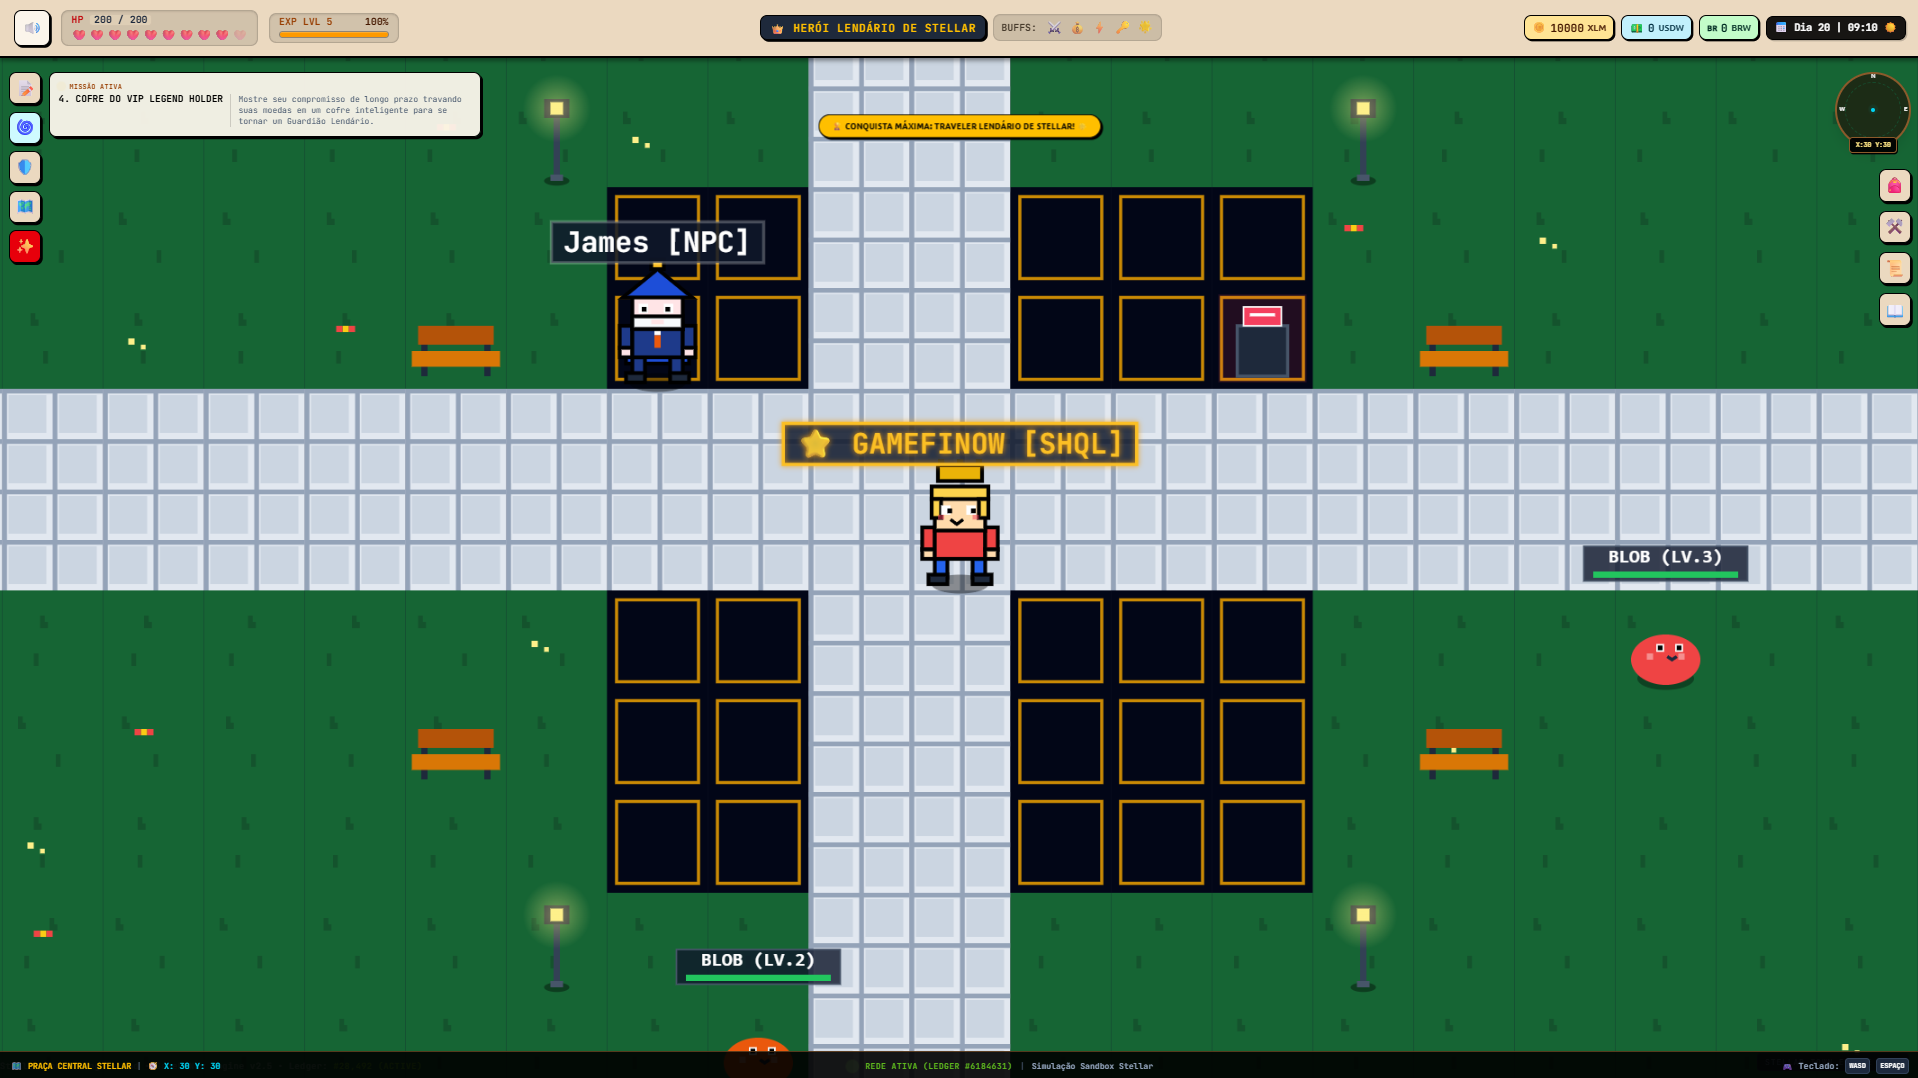 HP 200 / 200
EXP LVL 5 100%
HERÓI LENDÁRIO DE STELLAR
BUFFS:
10000 XLM
0 USDW
BR 0 BRW
Dia 20 | 09:10
MISSÃO ATIVA
4. COFRE DO VIP LEGEND HOLDER
Mostre seu compromisso de longo prazo travando
suas moedas em um cofre inteligente para se
tornar um Guardião Lendário.
CONQUISTA MÁXIMA: TRAVELER LENDÁRIO DE STELLAR!
N
W
E
X:30 Y:30
James [NPC]
GAMEFINOW [SHQL]
BLOB (LV.3)
BLOB (LV.2)
PRAÇA CENTRAL STELLAR | X: 30 Y: 30
REDE ATIVA (LEDGER #6184631) | Simulação Sandbox Stellar
Teclado: WASD ESPAÇO